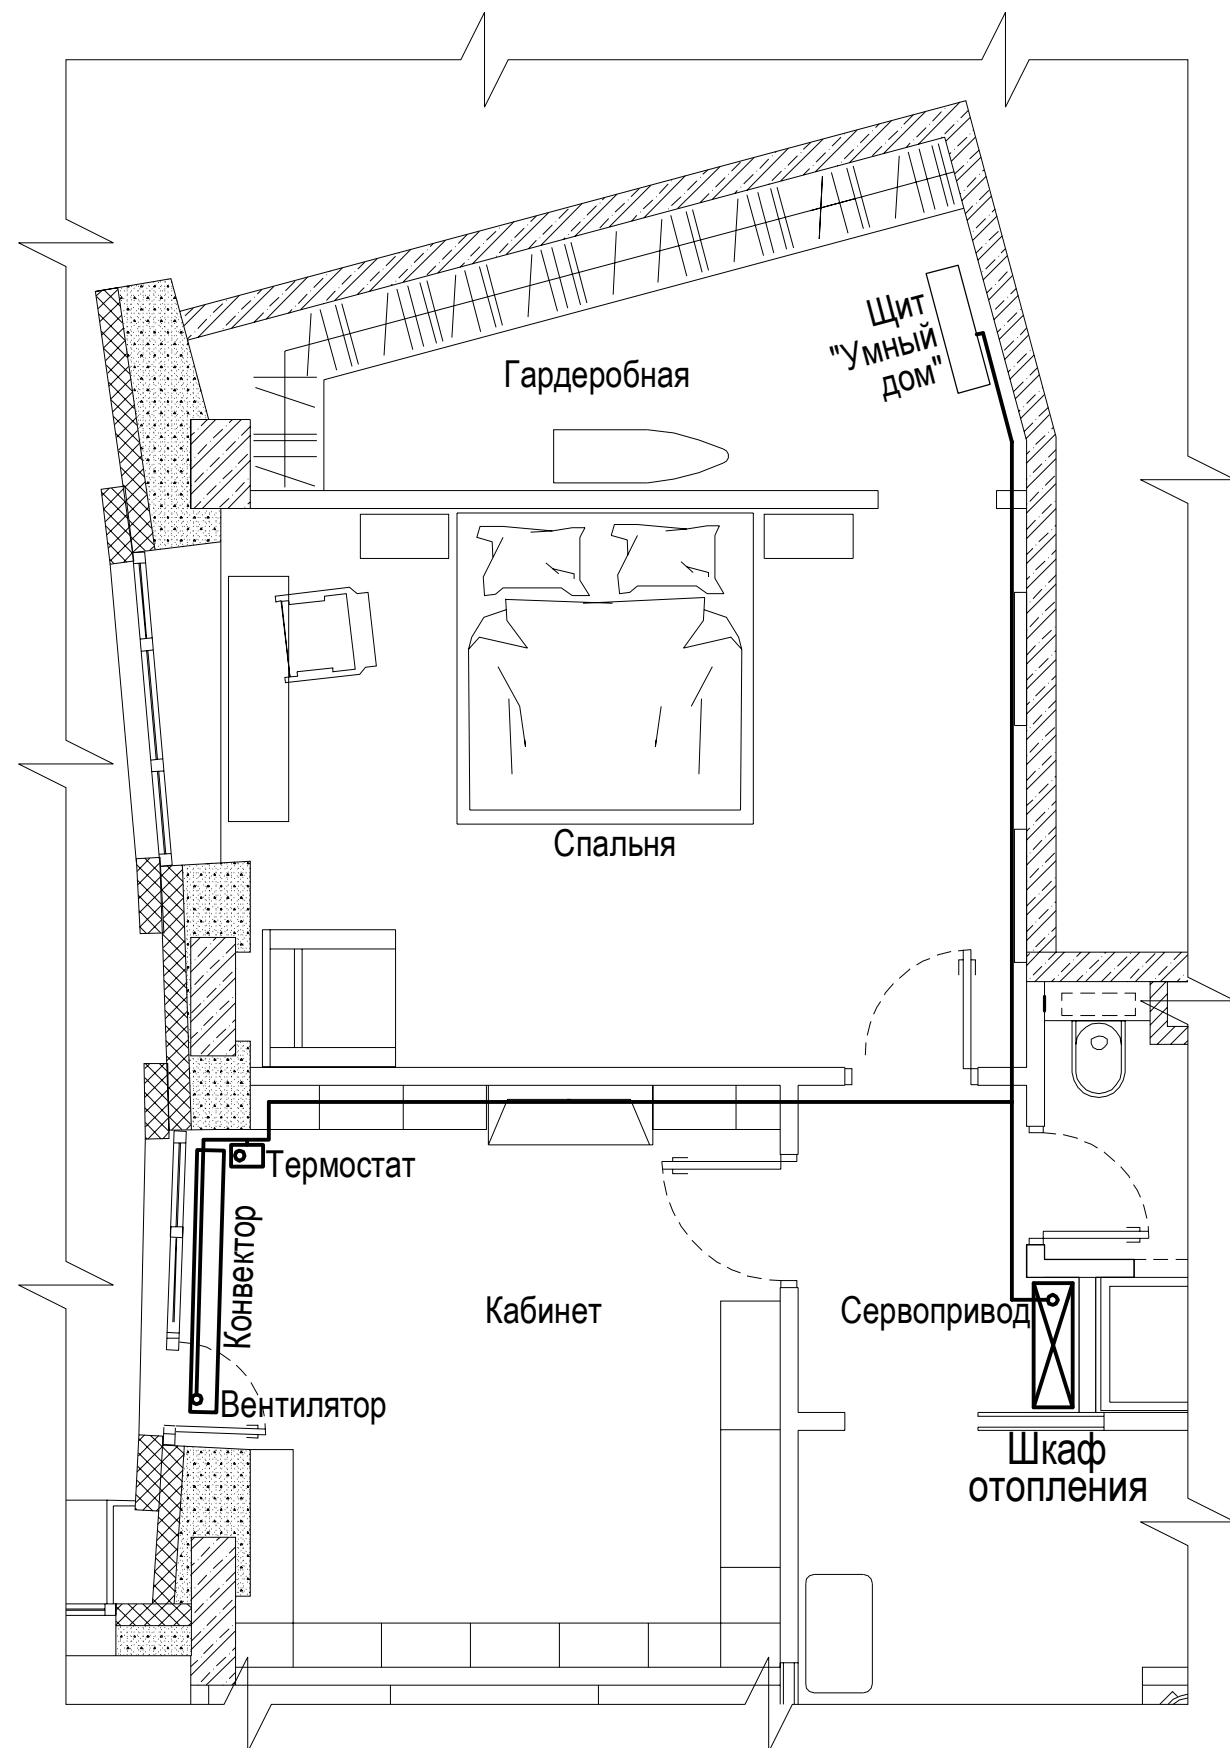 Щит
"Умный
дом"
Гардеробная
Спальня
Термостат
Конвектор
Кабинет
Сервопривод
Вентилятор
Шкаф
отопления